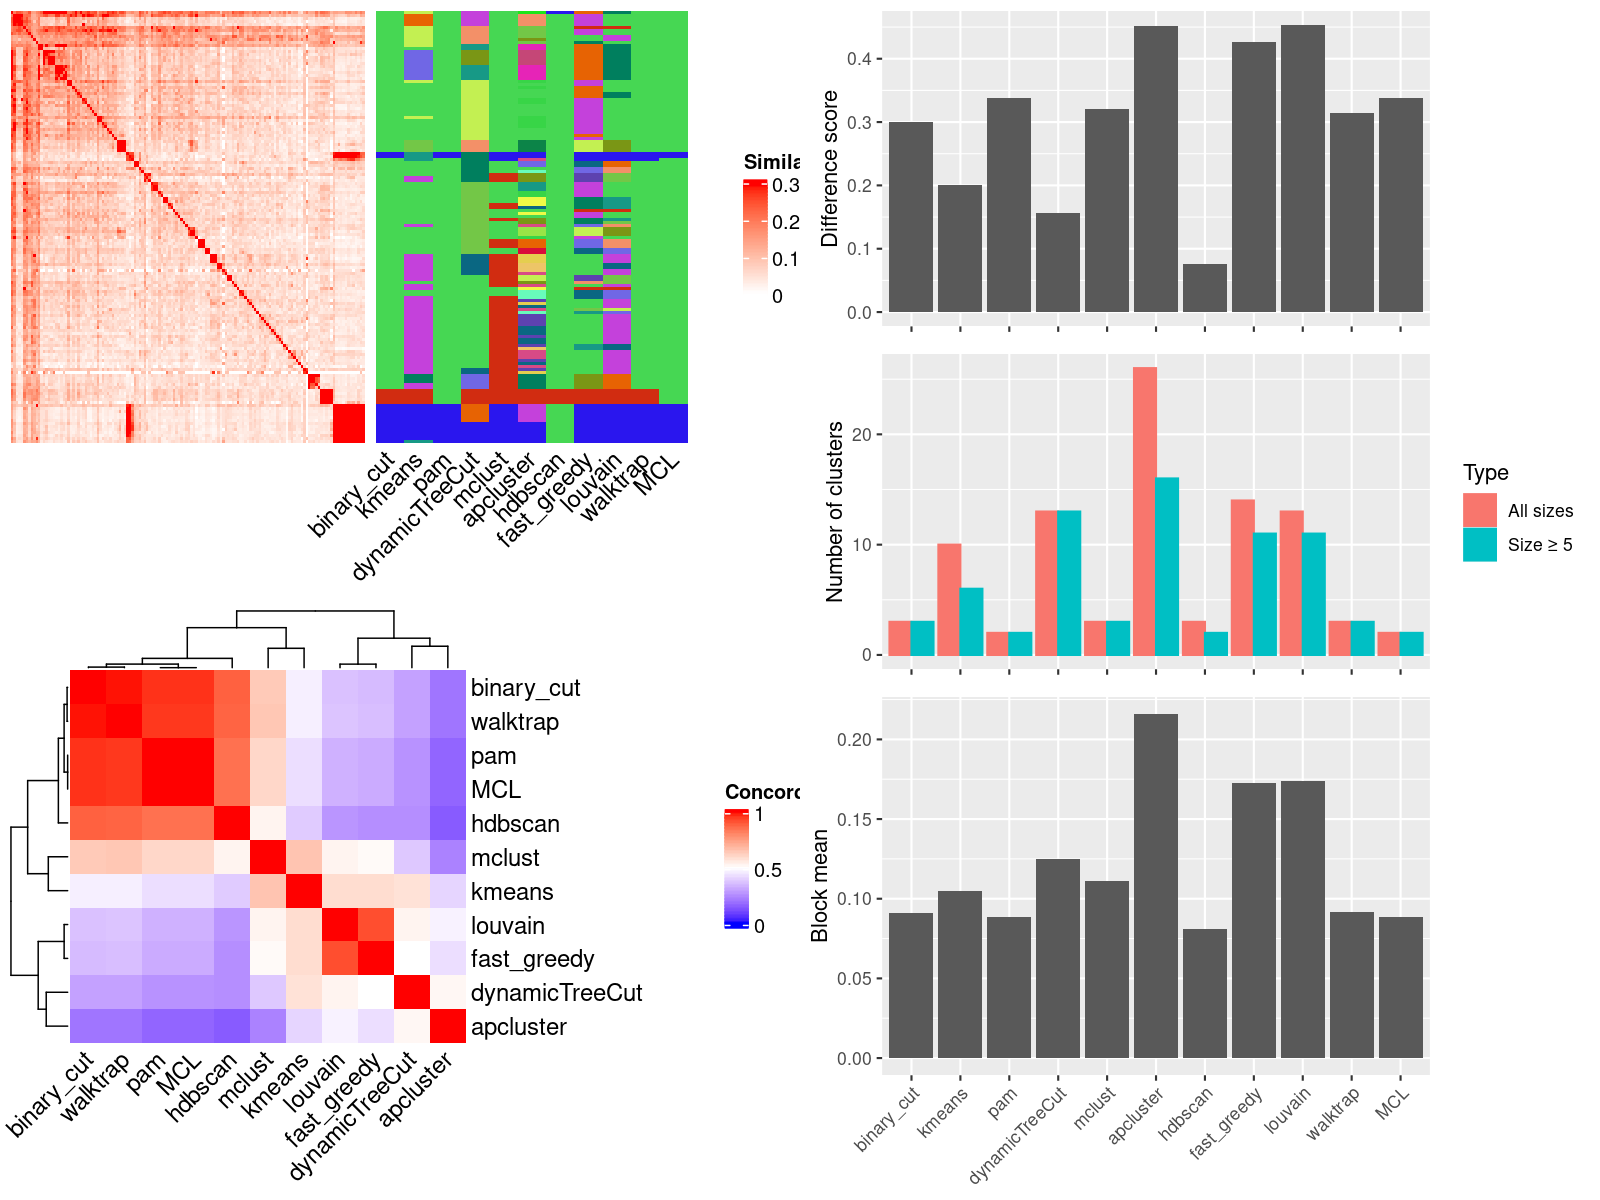 Simila
0.3
0.2
0.1
0
binary_cut
kmeans
pam
dynamicTreeCut
mclust
apcluster
hdbscan
fast_greedy
louvain
walktrap
MCL
binary_cut
walktrap
pam
MCL
hdbscan
mclust
kmeans
louvain
fast_greedy
dynamicTreeCut
apcluster
binary_cut
walktrap
pam
MCL
hdbscan
mclust
kmeans
louvain
fast_greedy
dynamicTreeCut
apcluster
Concord
1
0.5
0
Difference score
0.4
0.3
0.2
0.1
0.0
Number of clusters
20
10
0
Type
All sizes
Size ≥ 5
Block mean
0.20
0.15
0.10
0.05
0.00
binary_cut
kmeans
pam
dynamicTreeCut
mclust
apcluster
hdbscan
fast_greedy
louvain
walktrap
MCL